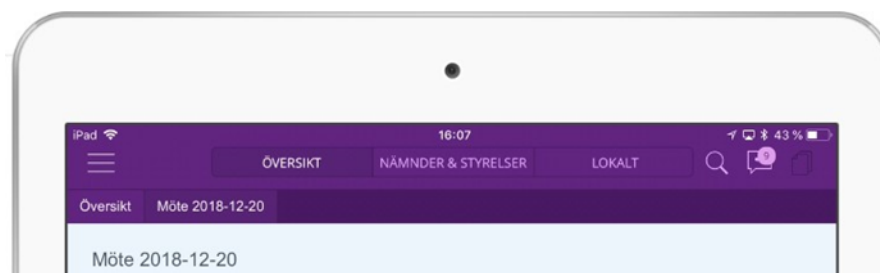 iPad 16:07 43 %
ÖVERSIKT NÄMNDER & STYRELSER LOKALT 9
Översikt Möte 2018-12-20
Möte 2018-12-20